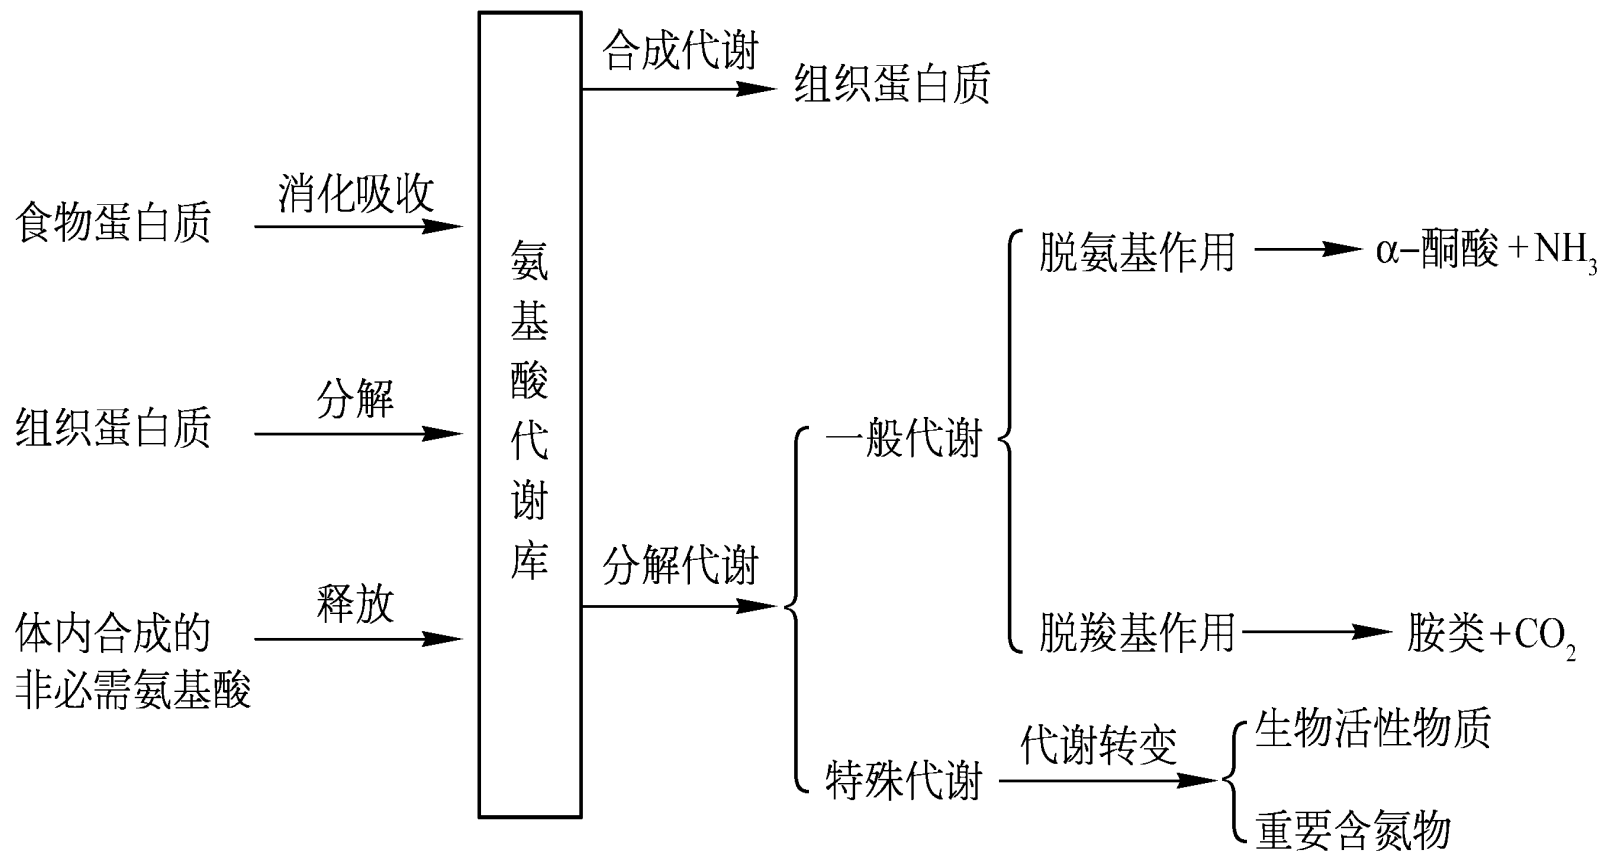 合成代谢
组织蛋白质
消化吸收
食物蛋白质
氨基酸代谢库
脱氨基作用
α-酮酸+NH₃
分解
组织蛋白质
一般代谢
分解代谢
释放
体内合成的
非必需氨基酸
脱羧基作用
胺类+CO₂
特殊代谢
代谢转变
生物活性物质
重要含氮物